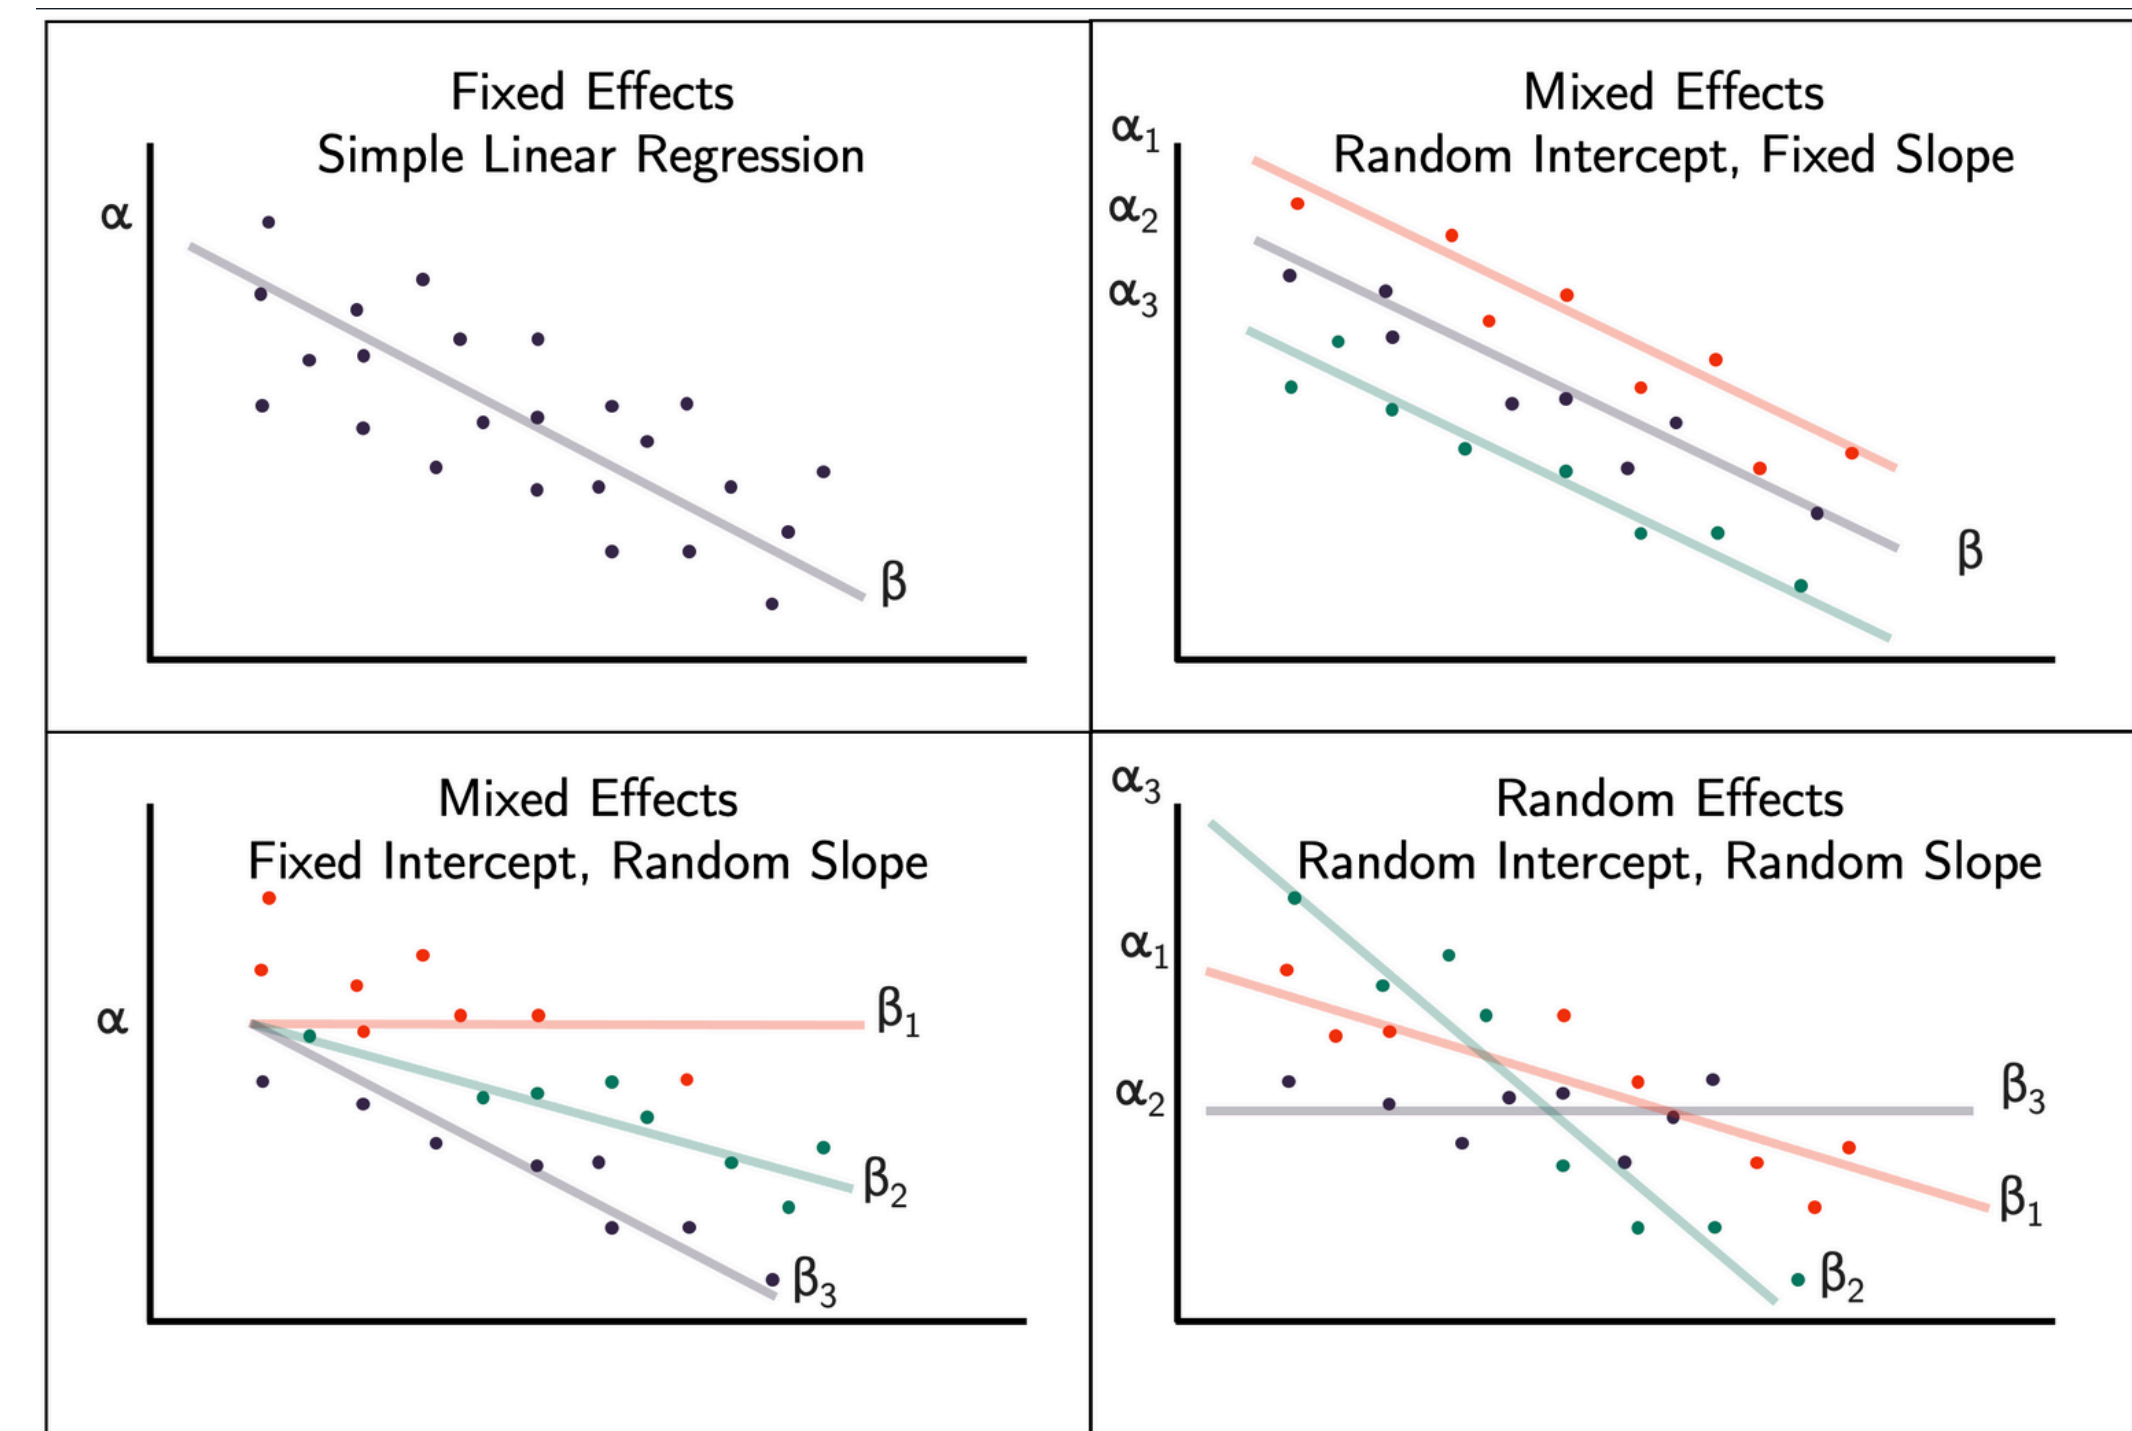 Fixed Effects
Simple Linear Regression
α
β
Mixed Effects
Random Intercept, Fixed Slope
α₁
α₂
α₃
β
Mixed Effects
Fixed Intercept, Random Slope
α
β₁
β₂
β₃
Random Effects
Random Intercept, Random Slope
α₃
α₁
α₂
β₃
β₁
β₂